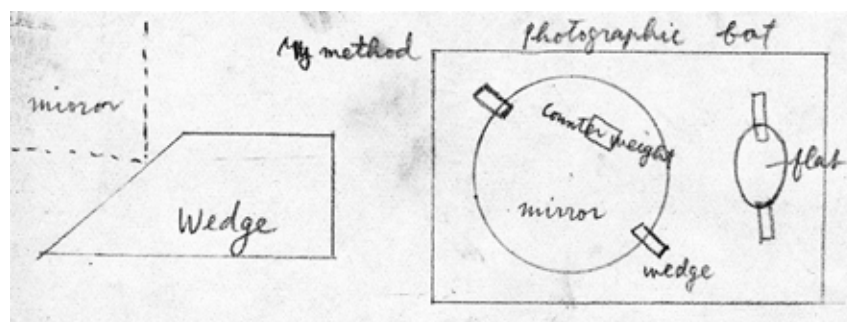 My method
mirror
Wedge
Photographic bat
Counter weight
mirror
wedge
flat